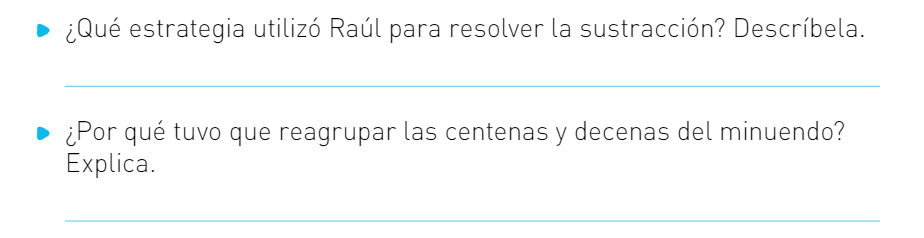 ¿Qué estrategia utilizó Raúl para resolver la sustracción? Descríbela.
¿Por qué tuvo que reagrupar las centenas y decenas del minuendo?
Explica.